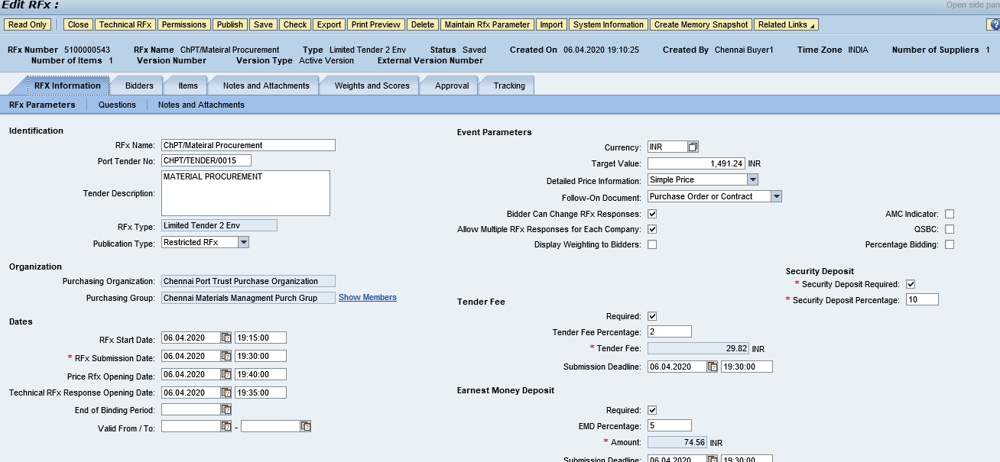 Edit RFx :
Open side pan
Read Only Close Technical RFx Permissions Publish Save Check Export Print Preview Delete Maintain Rfx Parameter Import System Information Create Memory Snapshot Related Links
RFx Number 5100000543 RFx Name ChPT/Mateiral Procurement Type Limited Tender 2 Env Status Saved Created On 06.04.2020 19:10:25 Created By Chennai Buyer1 Time Zone INDIA Number of Suppliers 1
Number of Items 1 Version Number Version Type Active Version External Version Number
RFX Information Bidders Items Notes and Attachments Weights and Scores Approval Tracking
RFx Parameters Questions Notes and Attachments
Identification
RFx Name: ChPT/Mateiral Procurement
Port Tender No: CHPT/TENDER/0015
Tender Description: MATERIAL PROCUREMENT
RFx Type: Limited Tender 2 Env
Publication Type: Restricted RFx
Organization
Purchasing Organization: Chennai Port Trust Purchase Organization
Purchasing Group: Chennai Materials Managment Purch Grup Show Members
Dates
RFx Start Date: 06.04.2020 19:15:00
* RFx Submission Date: 06.04.2020 19:30:00
Price Rfx Opening Date: 06.04.2020 19:40:00
Technical RFx Response Opening Date: 06.04.2020 19:35:00
End of Binding Period:
Valid From / To: -
Event Parameters
Currency: INR
Target Value: 1,491.24 INR
Detailed Price Information: Simple Price
Follow-On Document: Purchase Order or Contract
Bidder Can Change RFx Responses:
Allow Multiple RFx Responses for Each Company:
Display Weighting to Bidders:
AMC Indicator:
QSBC:
Percentage Bidding:
Security Deposit
* Security Deposit Required:
* Security Deposit Percentage: 10
Tender Fee
Required:
Tender Fee Percentage: 2
* Tender Fee: 29.82 INR
Submission Deadline: 06.04.2020 19:30:00
Earnest Money Deposit
Required:
EMD Percentage: 5
* Amount: 74.56 INR
Submission Deadline: 06.04.2020 19:30:00